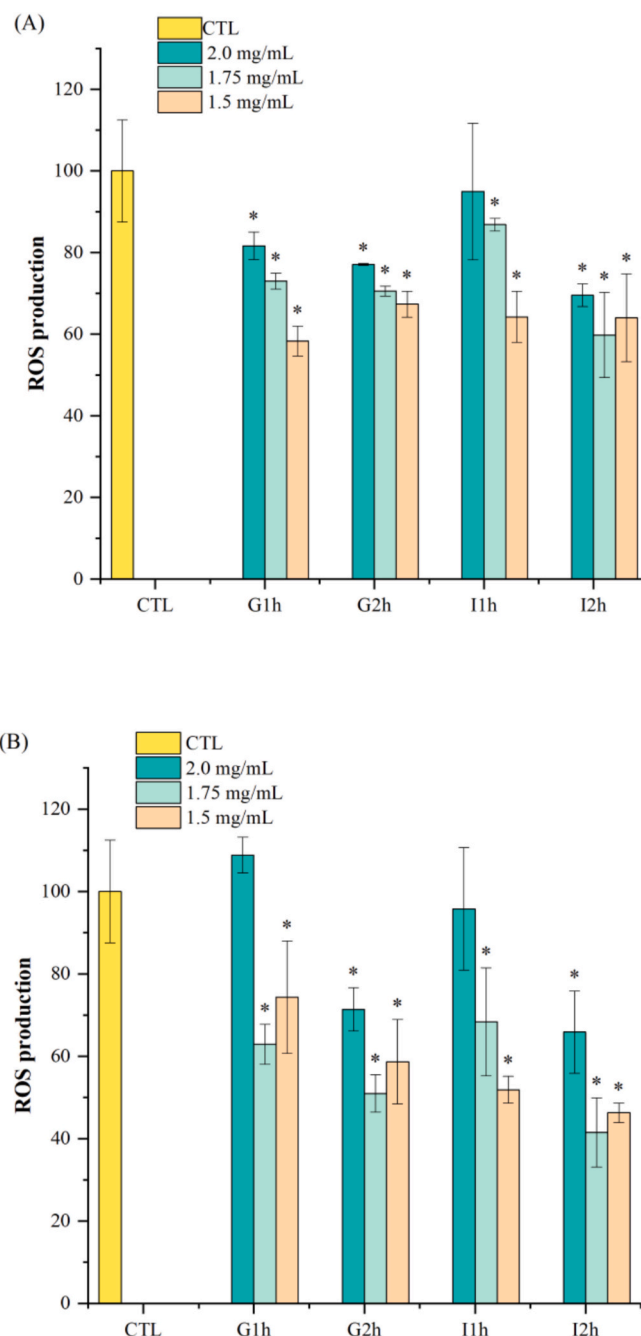 (A)
CTL
2.0 mg/mL
1.75 mg/mL
1.5 mg/mL
120
100
80
60
40
20
0
ROS production
* * * * * * * * * * *
CTL G1h G2h I1h I2h
(B)
CTL
2.0 mg/mL
1.75 mg/mL
1.5 mg/mL
120
100
80
60
40
20
0
ROS production
* * * * * * * * * *
CTL G1h G2h I1h I2h